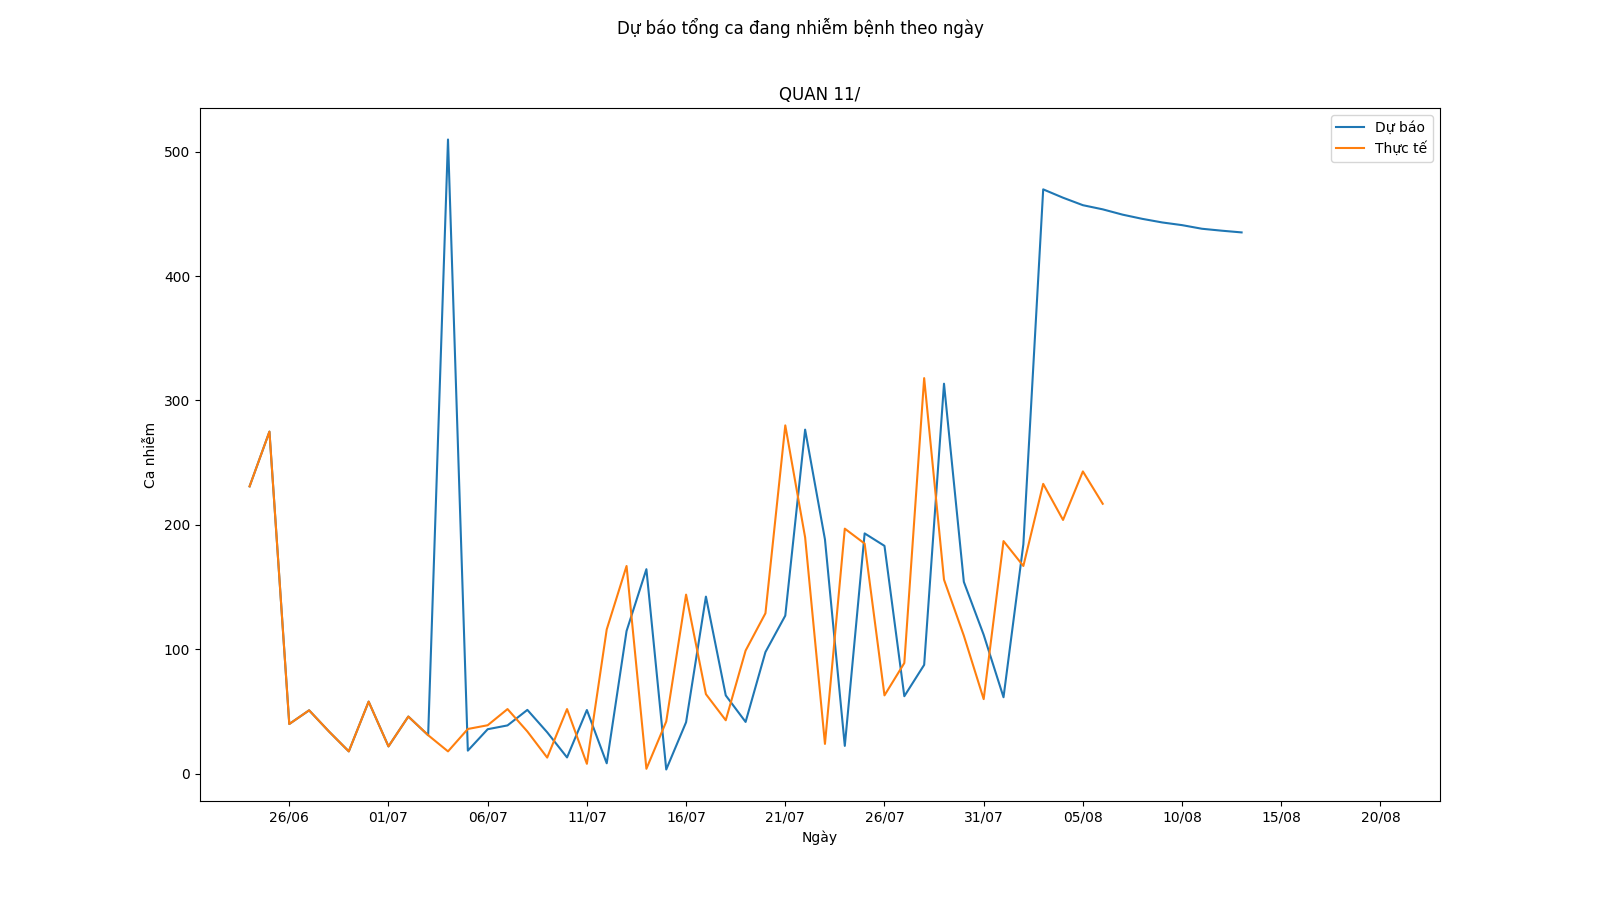 Dự báo tổng ca đang nhiễm bệnh theo ngày
QUAN 11/
Dự báo
Thực tế
500
400
300
200
100
0
Ca nhiễm
26/06 01/07 06/07 11/07 16/07 21/07 26/07 31/07 05/08 10/08 15/08 20/08
Ngày